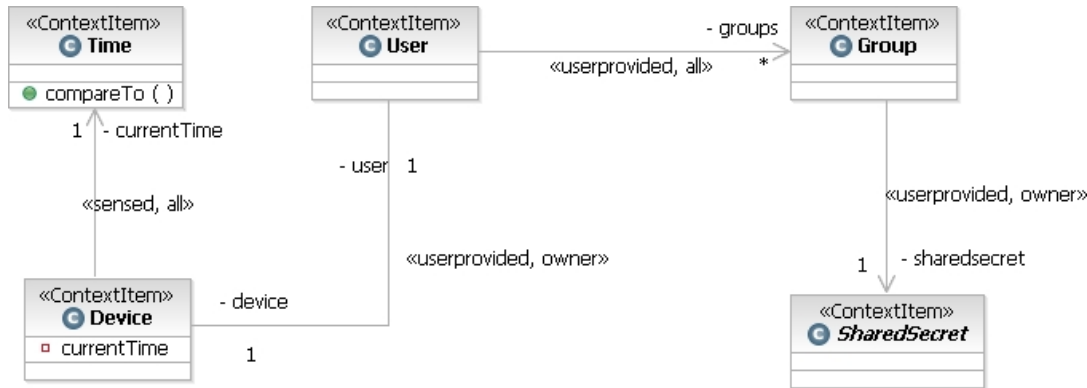 «ContextItem»
C Time
compareTo ( )
«ContextItem»
C User
- groups
«userprovided, all»
*
«ContextItem»
C Group
1 - currentTime
- user 1
«sensed, all»
«userprovided, owner»
«userprovided, owner»
- device
1
1 - sharedsecret
«ContextItem»
C Device
currentTime
«ContextItem»
C SharedSecret